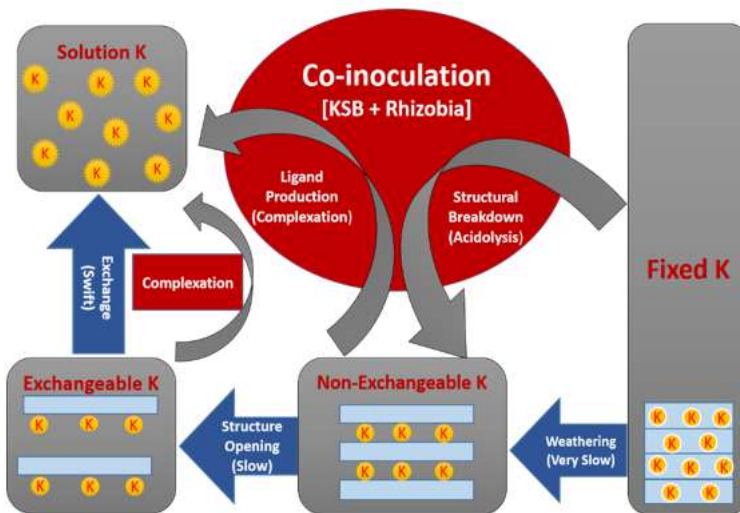 Solution K
K K K
K K K
K K K
Co-inoculation
[KSB + Rhizobia]
Ligand
Production
(Complexation)
Structural
Breakdown
(Acidolysis)
Fixed K
K K K
K K
K K K K
K K
Exchange
(Swift)
Complexation
Exchangeable K
K K K
K K K
Structure
Opening
(Slow)
Non-Exchangeable K
K K K
K K K
Weathering
(Very Slow)